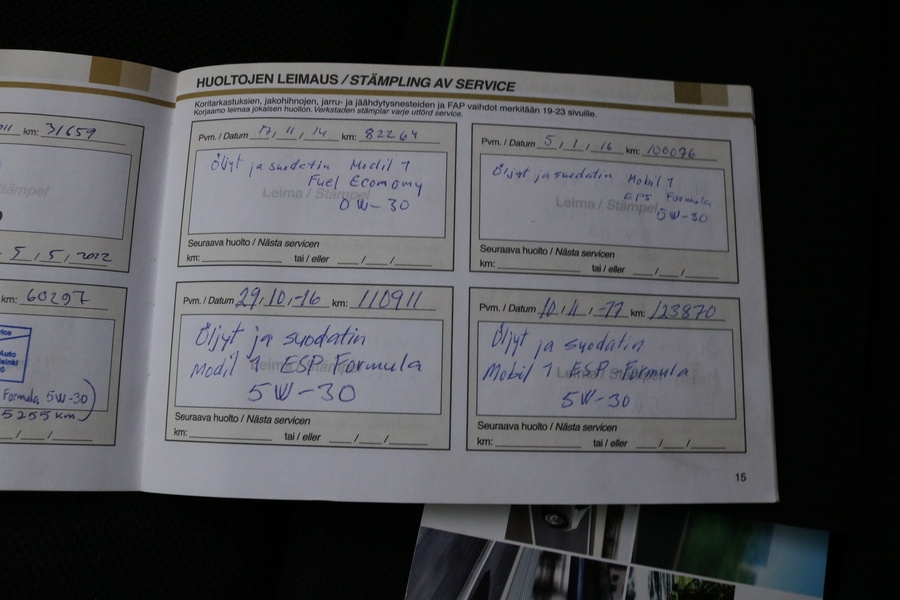 km: 31659
5, 5, 2012
km: 60297
Formula 5W-30)
5255 km
HUOLTOJEN LEIMAUS / STÄMPLING AV SERVICE
Koritarkastuksien, jakohihnojen, jarru- ja jäähdytysnesteiden ja FAP vaihdot merkitään 19-23 sivuille.
Korjaamo leimaa jokaisen huollon. Verkstaden stämplar varje utförd service.
Pvm. / Datum 17, 11, 14 km: 82264
Öljyt ja suodatin Modil 1
Fuel Economy
Leima / Stämpel
0W-30
Seuraava huolto / Nästa servicen
km: tai / eller / /
Pvm. / Datum 5, 1, 16 km: 100096
Öljyt ja suodatin Mobil 1
Formula
Leima / Stämpel
5W-30
Seuraava huolto / Nästa servicen
km: tai / eller / /
Pvm. / Datum 29, 10, -16 km: 110911
Öljyt ja suodatin
Modil 1 ESP Formula
5W-30
Seuraava huolto / Nästa servicen
km: tai / eller / /
Pvm. / Datum 10, 11, -17 km: 123870
Öljyt ja suodatin
Mobil 1 ESP Formula
5W-30
Seuraava huolto / Nästa servicen
km: tai / eller / /
15